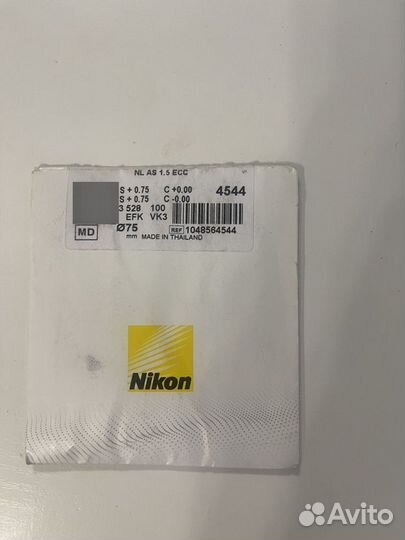 NL AS 1.5 ECC
S + 0.75 C +0.00 4544
S + 0.75 C -0.00
3 528 100
EFK VK3
MD Ø75 REF 1048564544
mm MADE IN THAILAND
Nikon
Avito